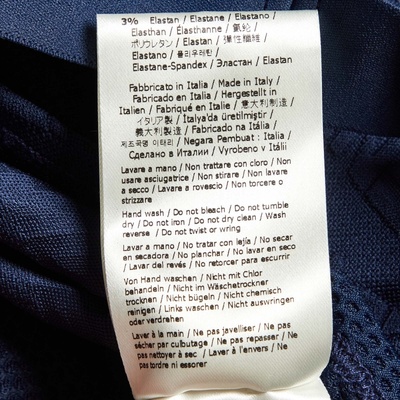 3% Elastan / Elastane / Elastano /
Elasthan / Élasthanne / 氨纶 /
ポリウレタン / Elastan / 彈性纖維 /
Elastano / 폴리우레탄 /
Elastane-Spandex / Эластан / Elastan
Fabbricato in Italia / Made in Italy /
Fabricado en Italia / Hergestellt in
Italien / Fabriqué en Italie / 意大利制造 /
イタリア製 / İtalya'da üretilmiştir /
義大利製造 / Fabricado na Itália /
제조국명 이태리 / Negara Pembuat : Italia /
Сделано в Италии / Vyrobeno v Itálii
Lavare a mano / Non trattare con cloro / Non
usare asciugatrice / Non stirare / Non lavare
a secco / Lavare a rovescio / Non torcere o
strizzare
Hand wash / Do not bleach / Do not tumble
dry / Do not iron / Do not dry clean / Wash
reverse / Do not twist or wring
Lavar a mano / No tratar con lejía / No secar
en secadora / No planchar / No lavar en seco
/ Lavar del revés / No retorcer para escurrir
Von Hand waschen / Nicht mit Chlor
behandeln / Nicht im Wäschetrockner
trocknen / Nicht bügeln / Nicht chemisch
reinigen / Links waschen / Nicht auswringen
oder verdrehen
Laver à la main / Ne pas javelliser / Ne pas
sécher par culbutage / Ne pas repasser / Ne
pas nettoyer à sec / Laver à l'envers / Ne
pas tordre ni essorer